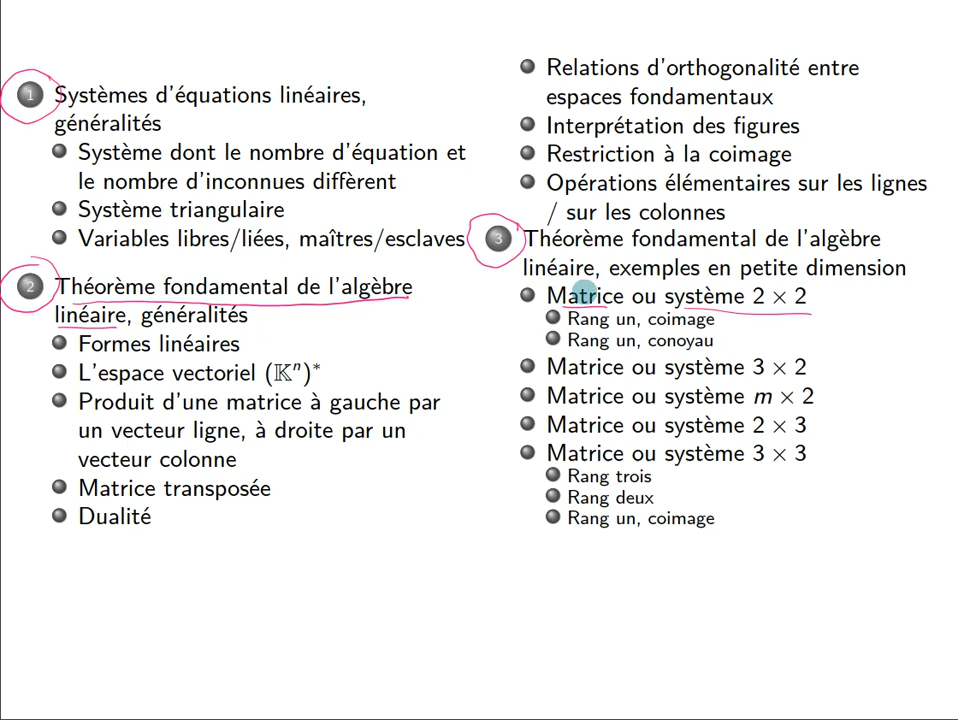 1 Systèmes d'équations linéaires,
généralités
Système dont le nombre d'équation et
le nombre d'inconnues diffèrent
Système triangulaire
Variables libres/liées, maîtres/esclaves
2 Théorème fondamental de l'algèbre
linéaire, généralités
Formes linéaires
L'espace vectoriel (𝕂ⁿ)*
Produit d'une matrice à gauche par
un vecteur ligne, à droite par un
vecteur colonne
Matrice transposée
Dualité
Relations d'orthogonalité entre
espaces fondamentaux
Interprétation des figures
Restriction à la coimage
Opérations élémentaires sur les lignes
/ sur les colonnes
3 Théorème fondamental de l'algèbre
linéaire, exemples en petite dimension
Matrice ou système 2 × 2
Rang un, coimage
Rang un, conoyau
Matrice ou système 3 × 2
Matrice ou système m × 2
Matrice ou système 2 × 3
Matrice ou système 3 × 3
Rang trois
Rang deux
Rang un, coimage